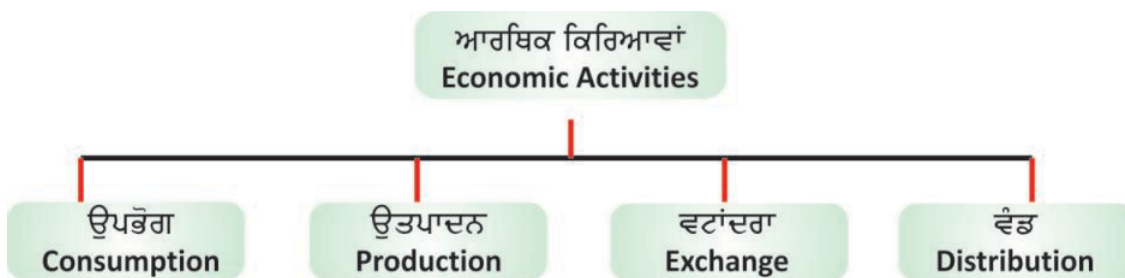 ਆਰਥਿਕ ਕਿਰਿਆਵਾਂ
Economic Activities
ਉਪਭੋਗ
Consumption
ਉਤਪਾਦਨ
Production
ਵਟਾਂਦਰਾ
Exchange
ਵੰਡ
Distribution